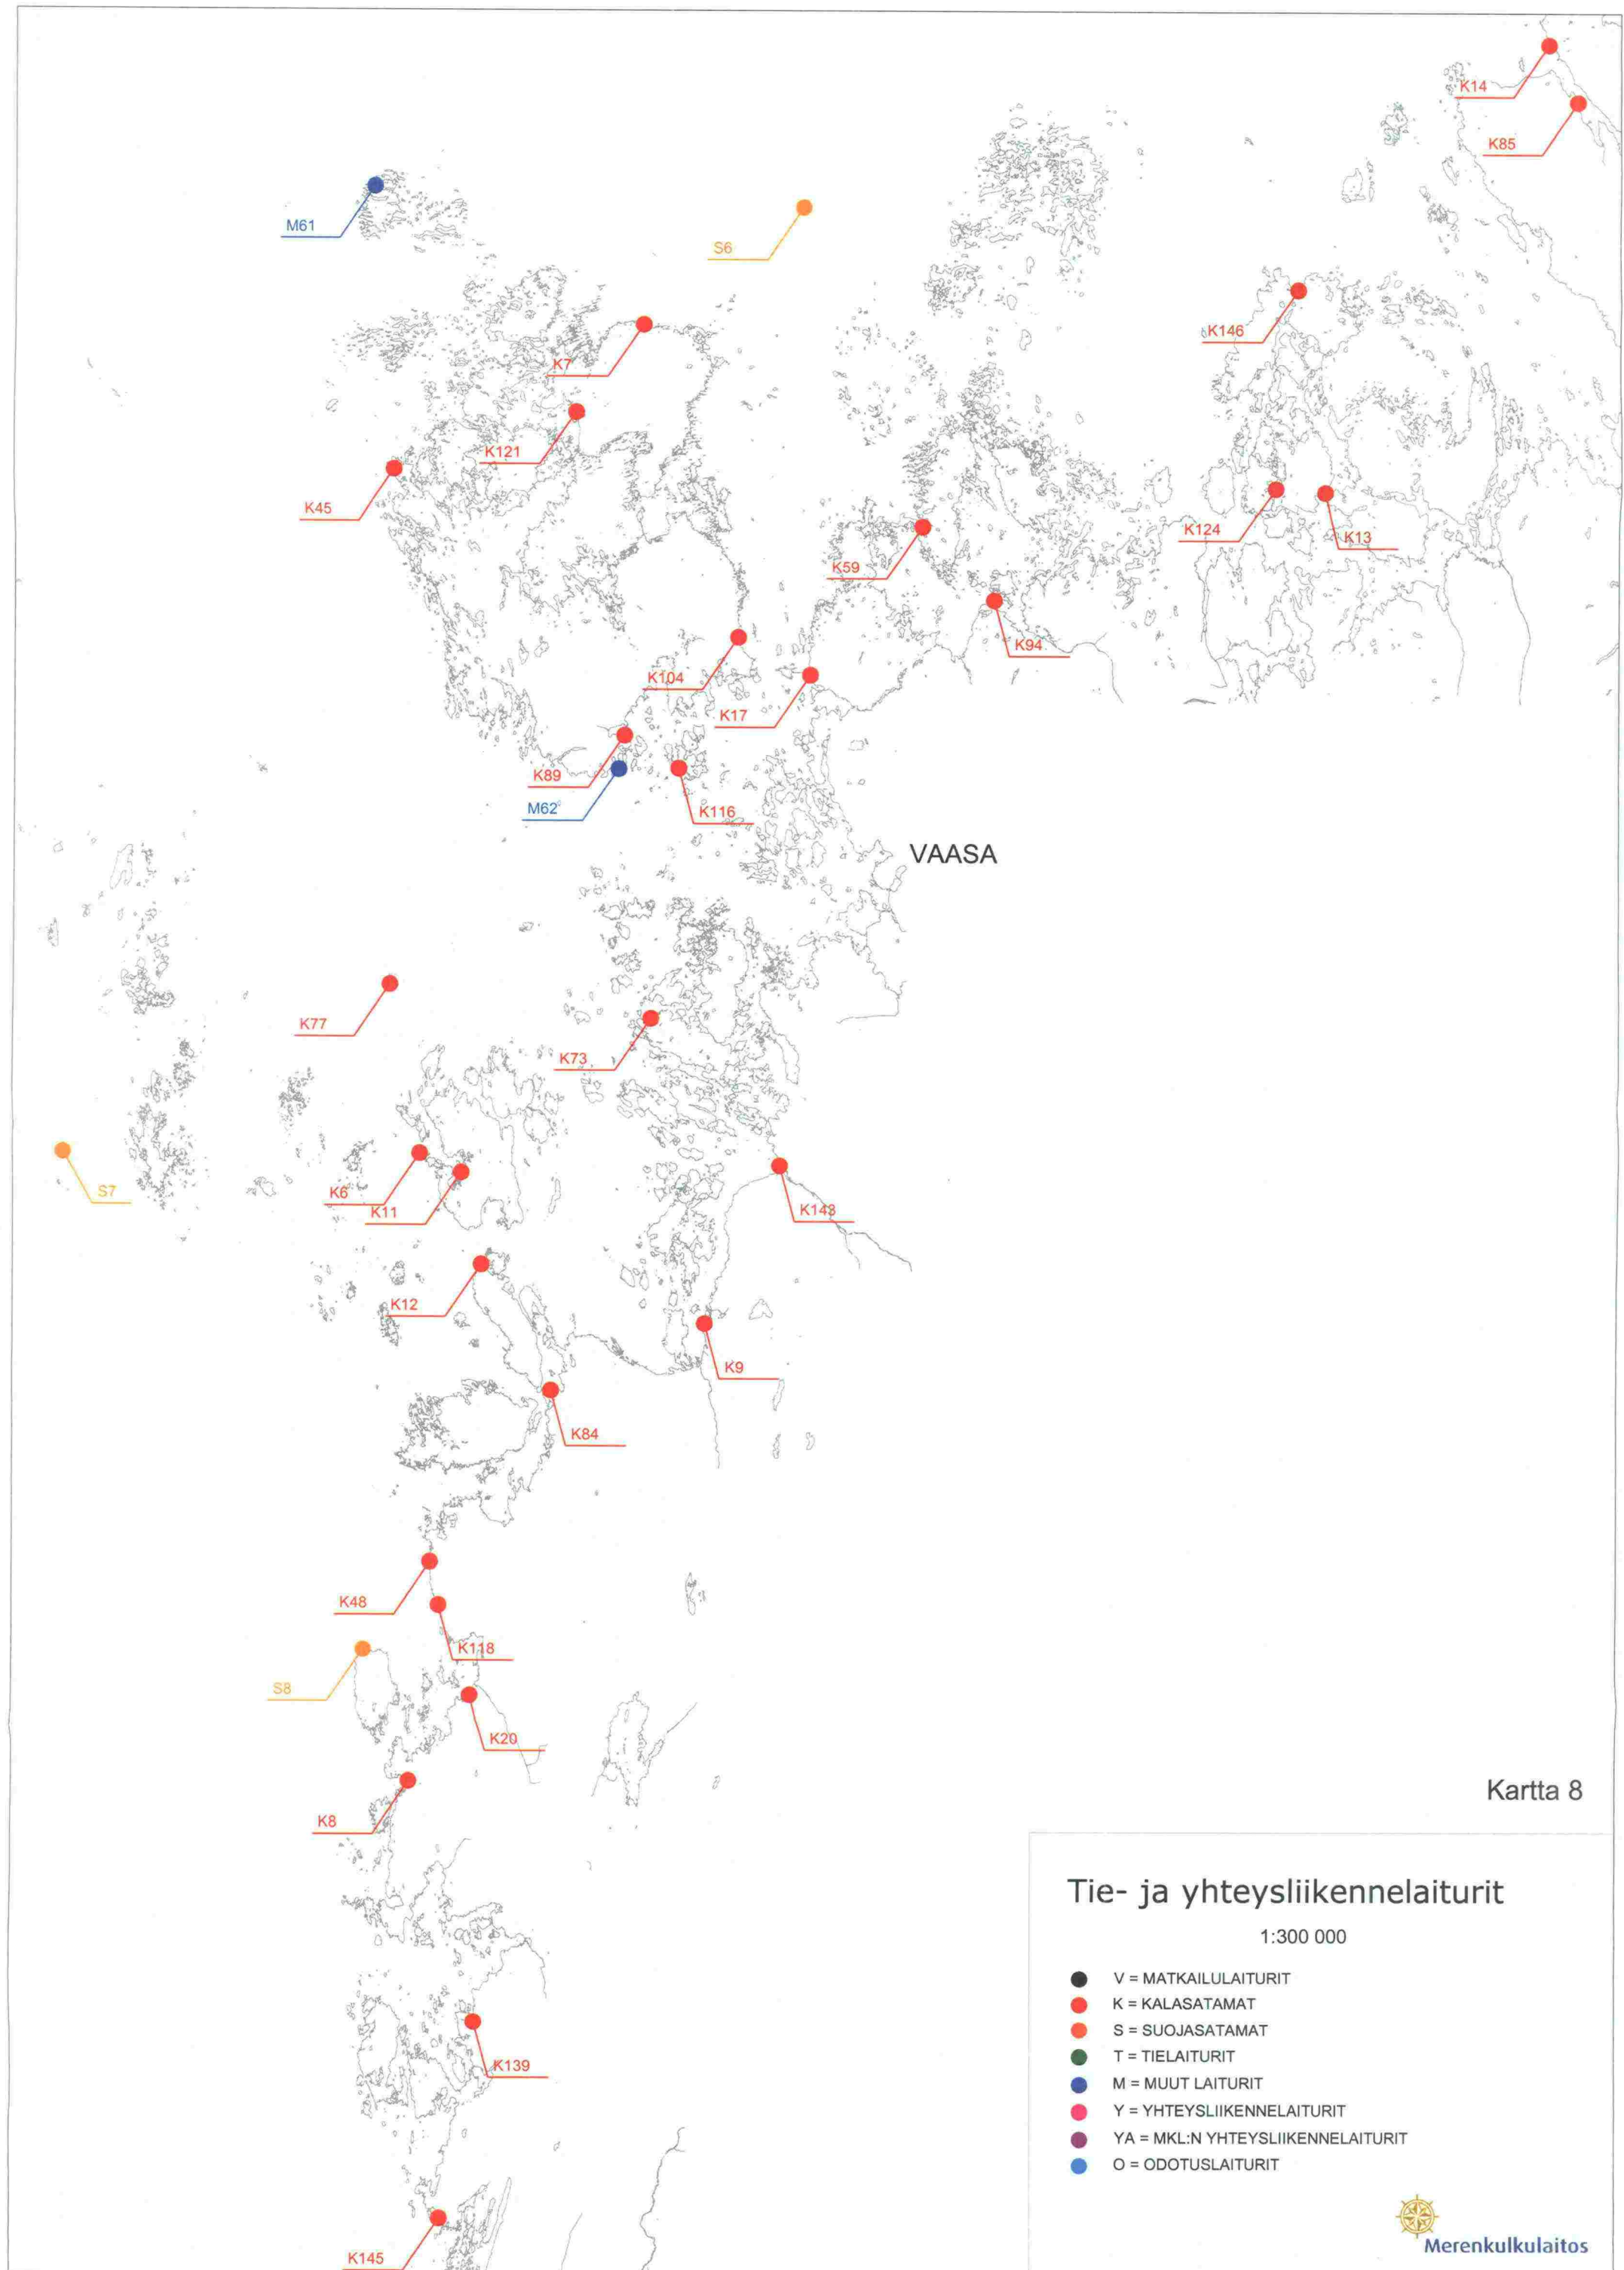 K14
K85
M61
S6
K146
K7
K121
K45
K124
K13
K59
K94
K104
K17
K89
M62
K116
VAASA
K77
K73
S7
K6
K11
K143
K12
K9
K84
K48
K118
S8
K20
K8
Kartta 8
Tie- ja yhteysliikennelaiturit
1:300 000
V = MATKAILULAITURIT
K = KALASATAMAT
S = SUOJASATAMAT
T = TIELAITURIT
M = MUUT LAITURIT
Y = YHTEYSLIIKENNELAITURIT
YA = MKL:N YHTEYSLIIKENNELAITURIT
O = ODOTUSLAITURIT
K139
K145
Merenkulkulaitos